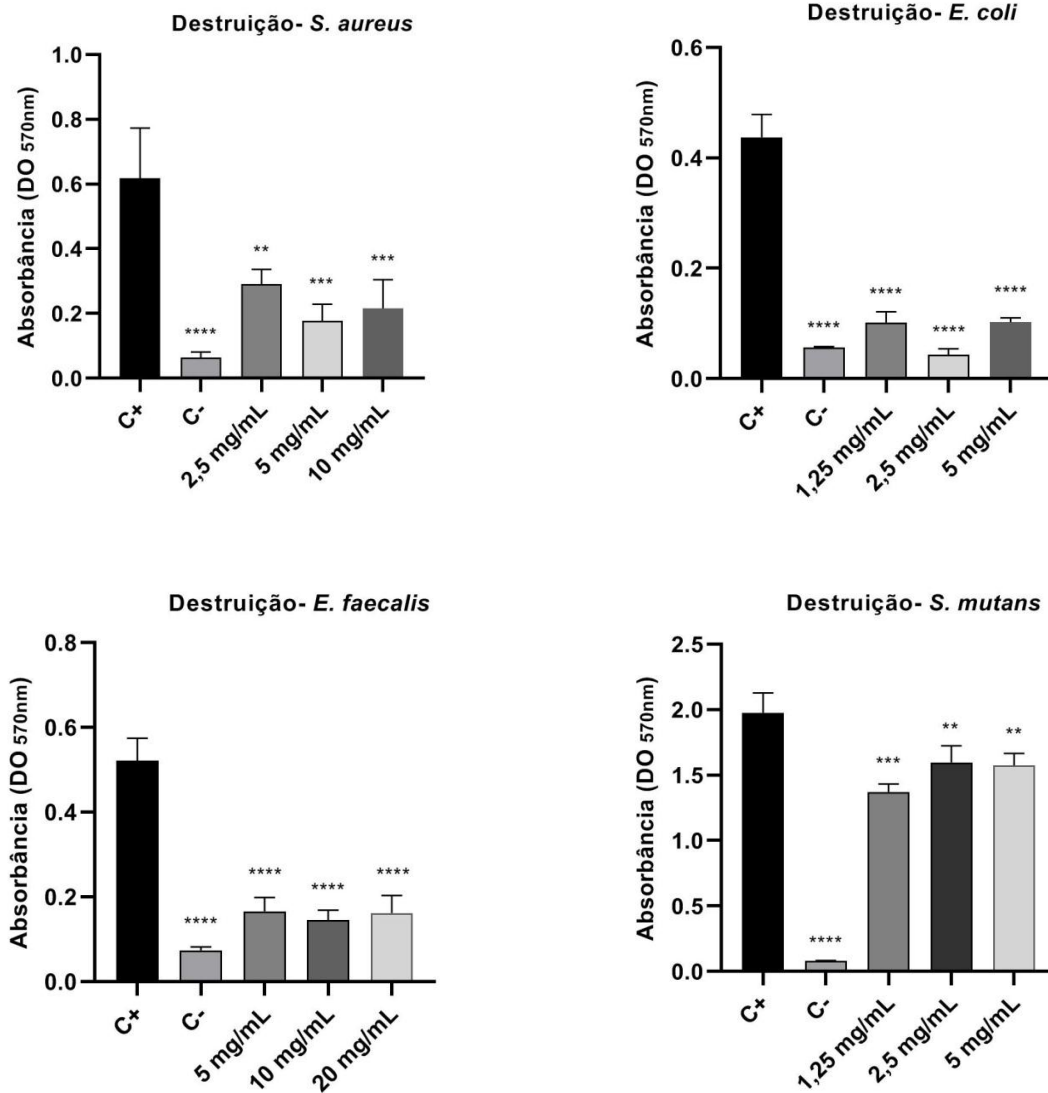 Destruição- S. aureus
Absorbância (DO 570nm)
1.0
0.8
0.6
0.4
0.2
0.0
**
***
***
****
C+
C-
2,5 mg/mL
5 mg/mL
10 mg/mL
Destruição- E. coli
Absorbância (DO 570nm)
0.6
0.4
0.2
0.0
****
****
****
****
C+
C-
1,25 mg/mL
2,5 mg/mL
5 mg/mL
Destruição- E. faecalis
Absorbância (DO 570nm)
0.8
0.6
0.4
0.2
0.0
****
****
****
****
C+
C-
5 mg/mL
10 mg/mL
20 mg/mL
Destruição- S. mutans
Absorbância (DO 570nm)
2.5
2.0
1.5
1.0
0.5
0.0
****
***
**
**
C+
C-
1,25 mg/mL
2,5 mg/mL
5 mg/mL